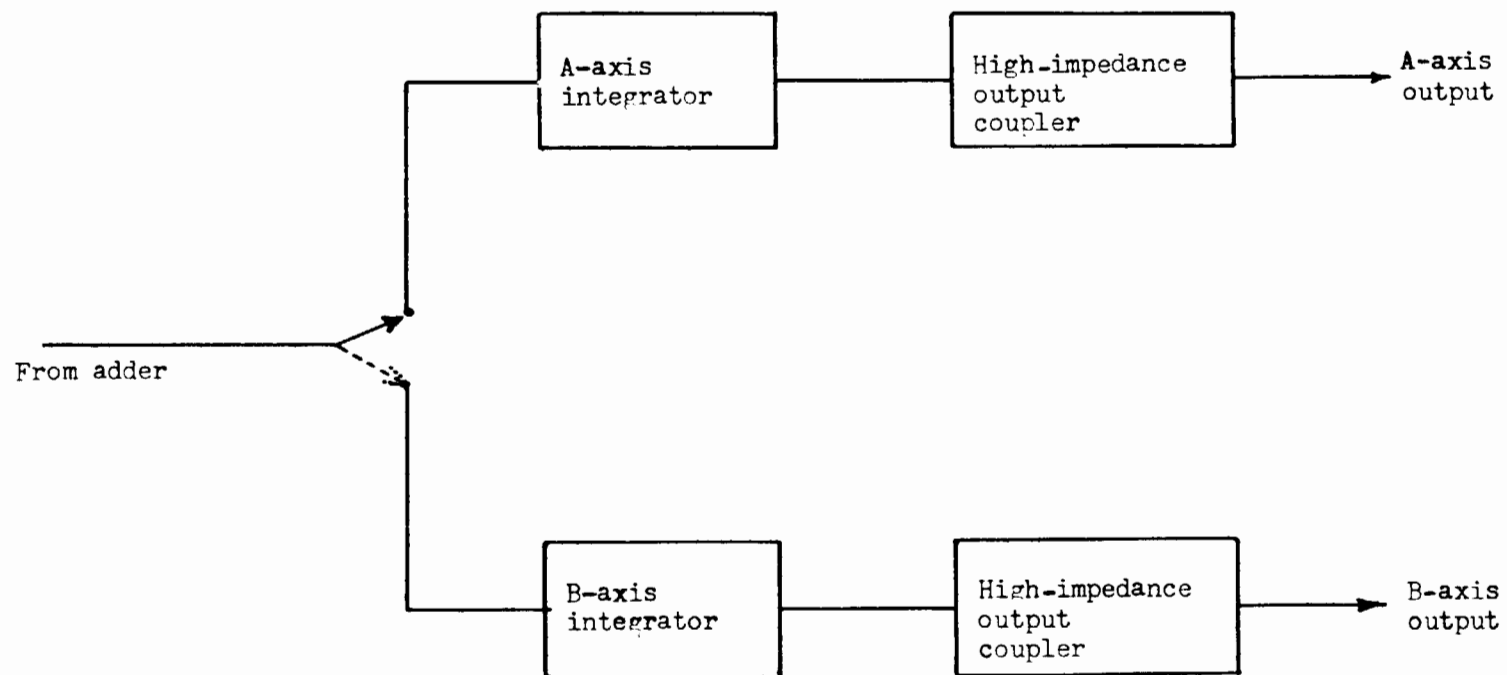 A-axis
integrator
High-impedance
output
coupler
A-axis
output
From adder
B-axis
integrator
High-impedance
output
coupler
B-axis
output